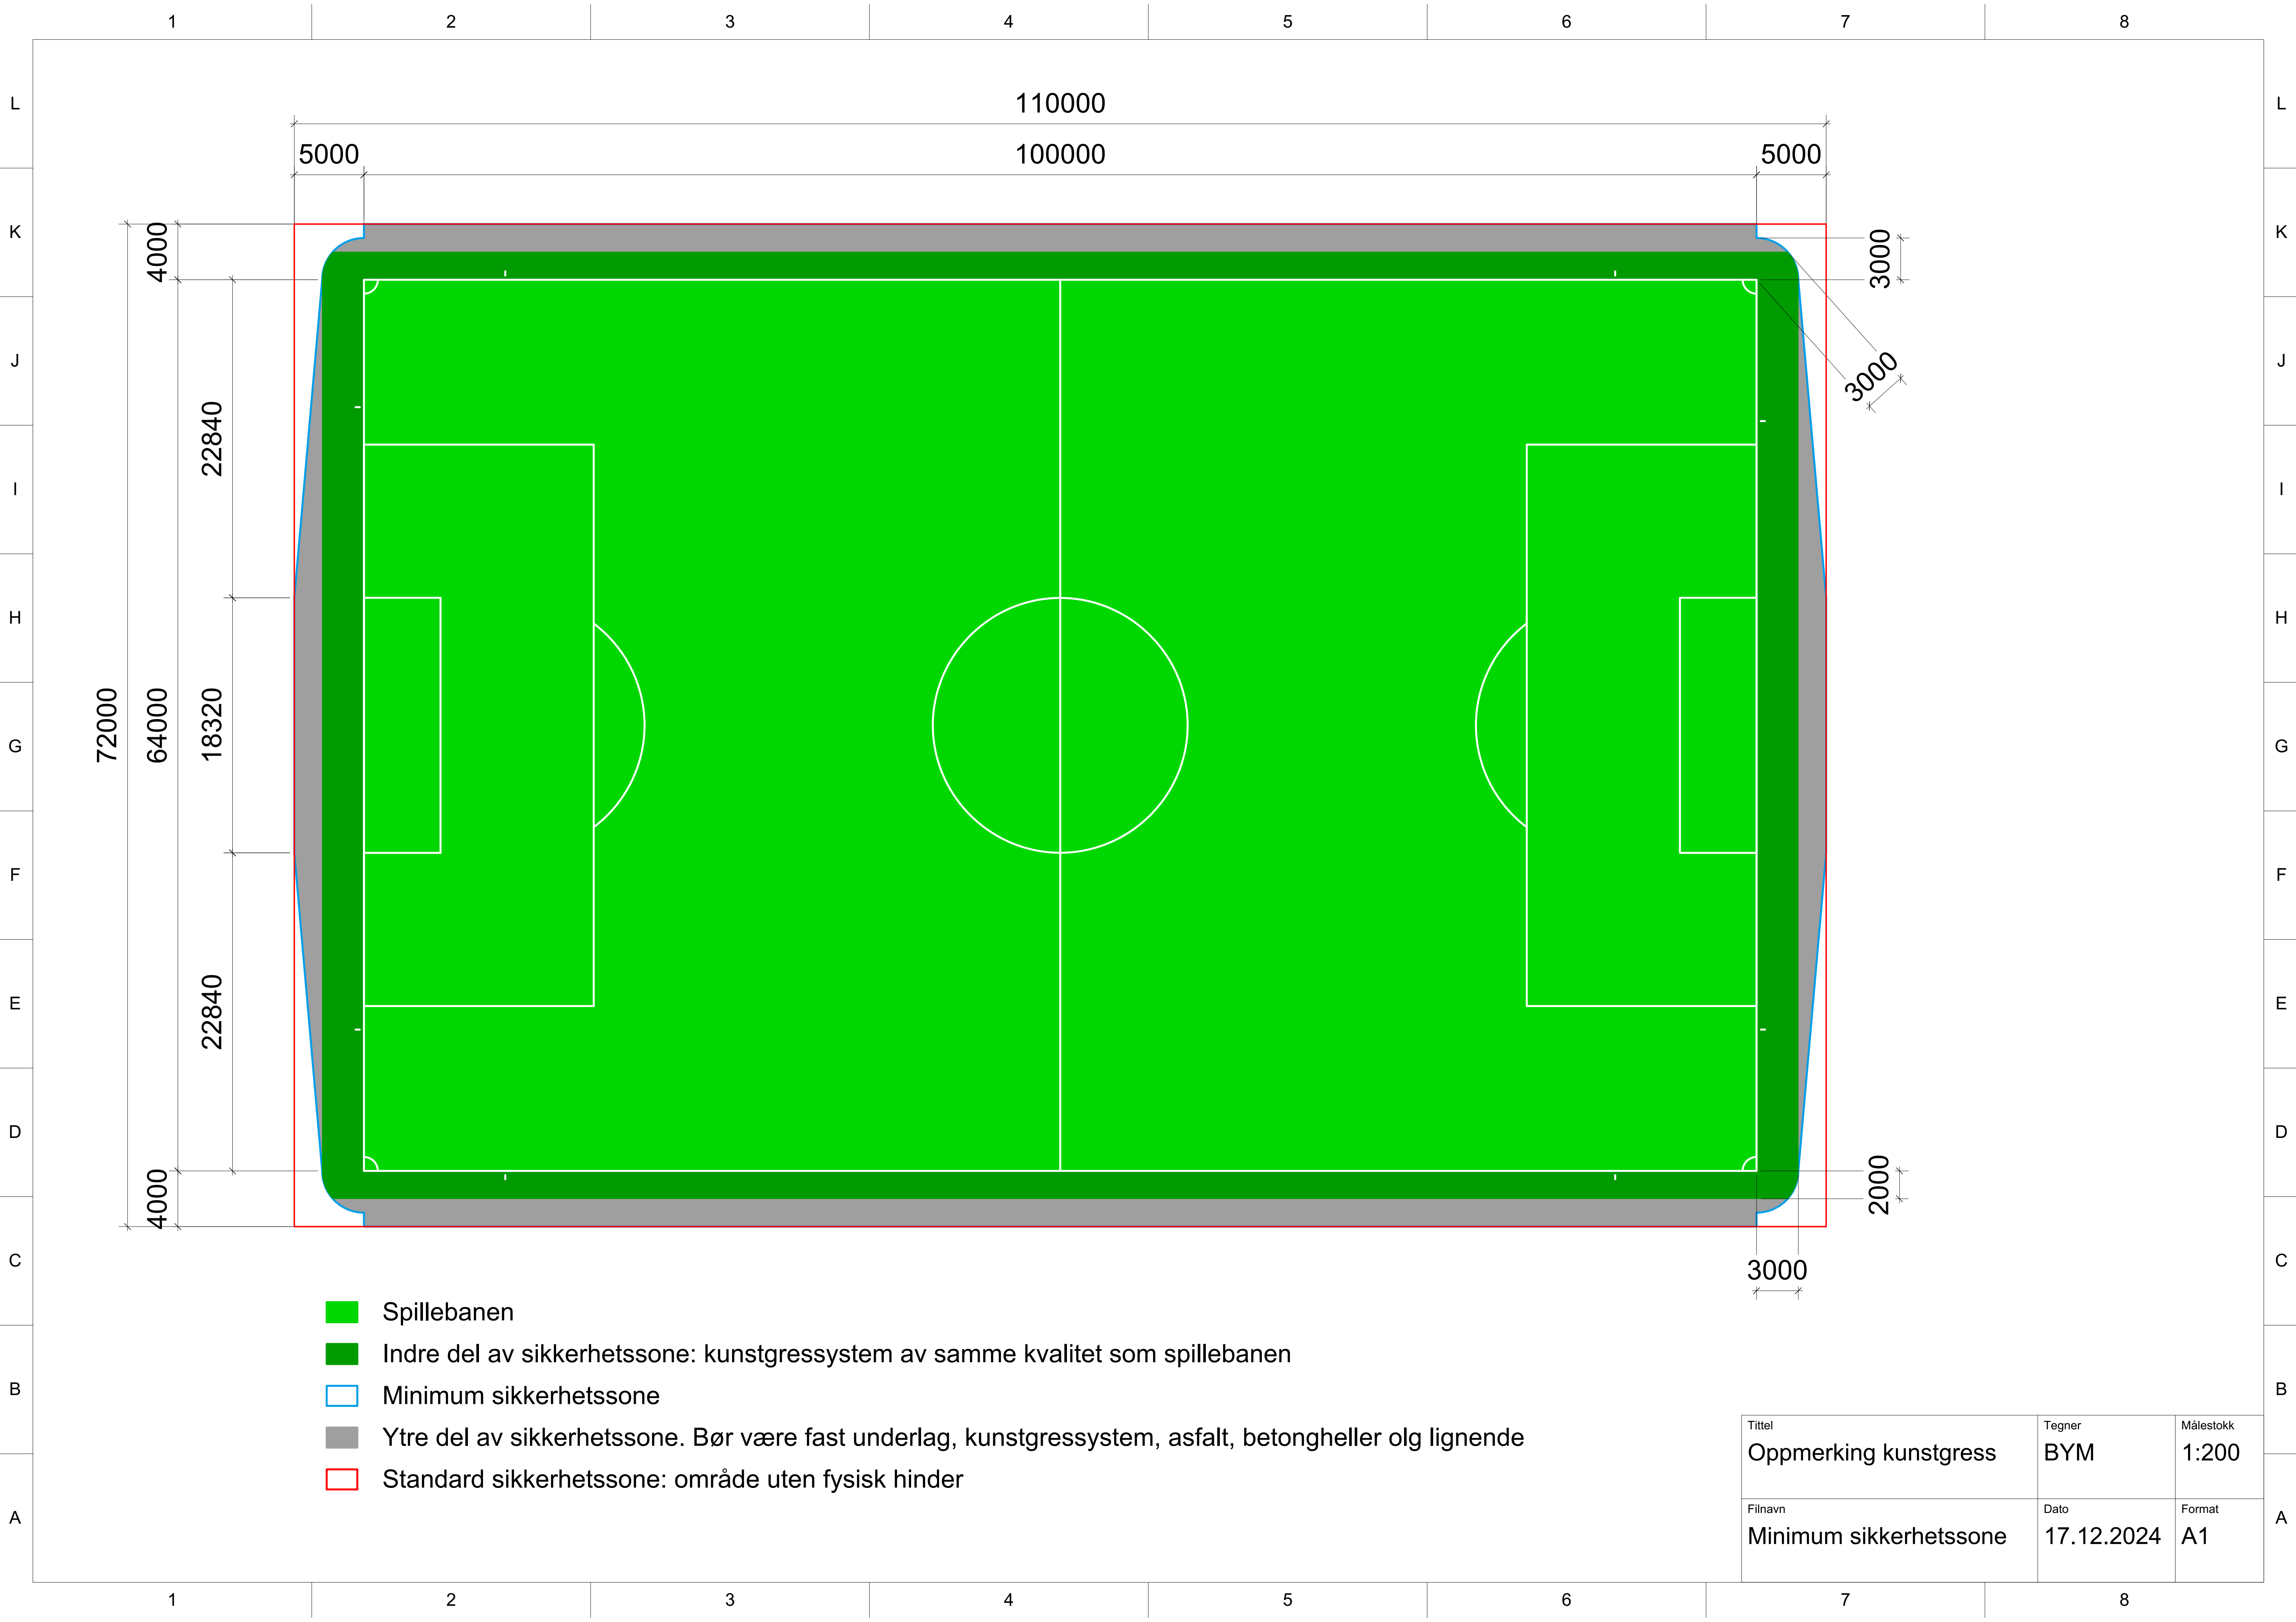 1 2 3 4 5 6 7 8
L L
110000
5000 100000 5000
K K
4000 3000
J J
3000
22840
I I
H H
72000 64000 18320
G G
F F
E E
22840
D D
4000 2000
C C
3000
Spillebanen
Indre del av sikkerhetssone: kunstgressystem av samme kvalitet som spillebanen
B B
Minimum sikkerhetssone
Ytre del av sikkerhetssone. Bør være fast underlag, kunstgressystem, asfalt, betongheller olg lignende
Standard sikkerhetssone: område uten fysisk hinder
Tittel Tegner Målestokk
Oppmerking kunstgress BYM 1:200
Filnavn Dato Format
A A
Minimum sikkerhetssone 17.12.2024 A1
1 2 3 4 5 6 7 8